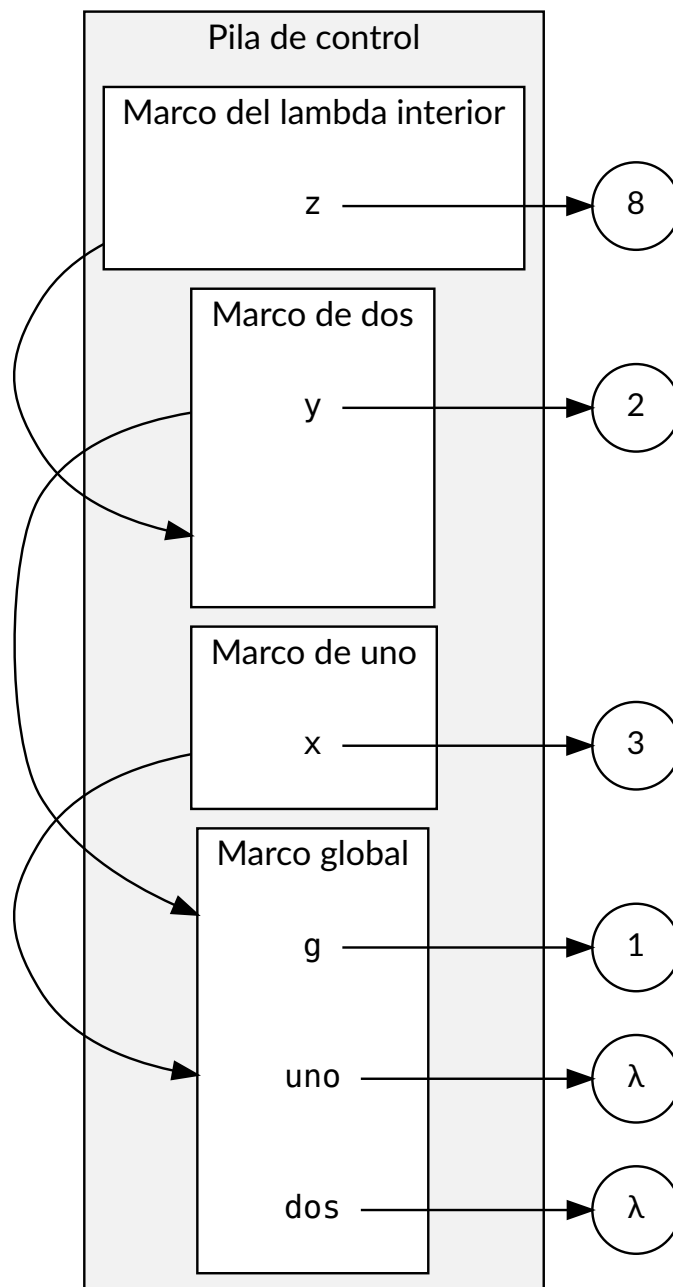 Pila de control
Marco del lambda interior
z 8
Marco de dos
y 2
Marco de uno
x 3
Marco global
g 1
uno λ
dos λ